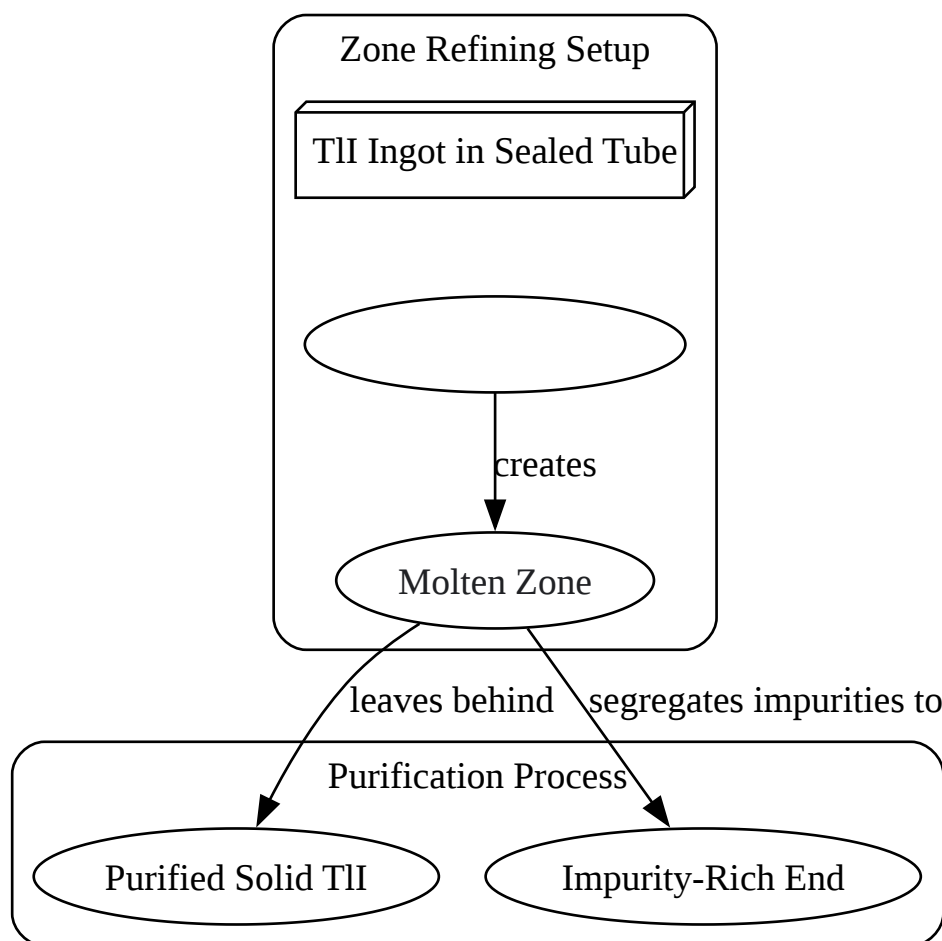 Zone Refining Setup
TlI Ingot in Sealed Tube
creates
Molten Zone
leaves behind
segregates impurities to
Purification Process
Purified Solid TlI
Impurity-Rich End